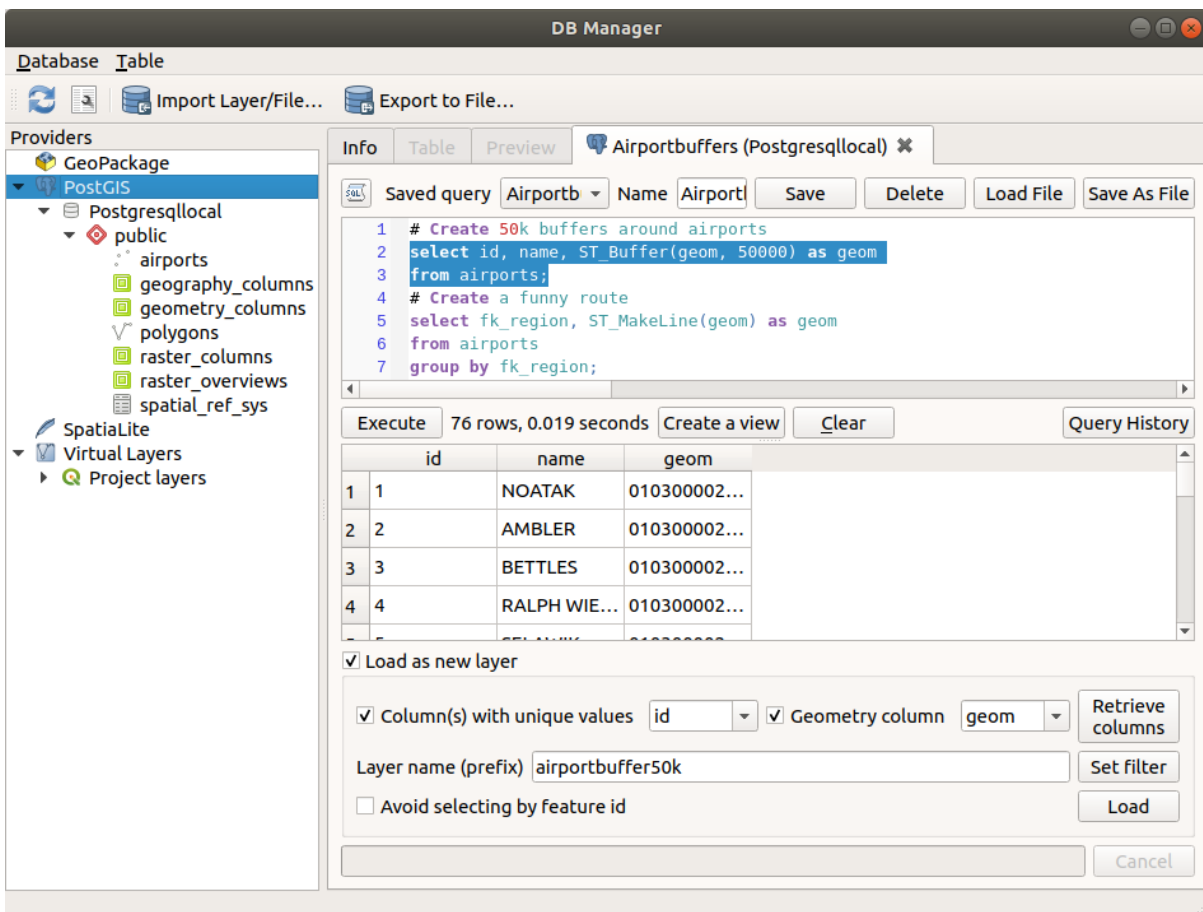 DB Manager
Database Table
Import Layer/File... Export to File...
Providers
GeoPackage
PostGIS
Postgresqllocal
public
airports
geography_columns
geometry_columns
polygons
raster_columns
raster_overviews
spatial_ref_sys
SpatiaLite
Virtual Layers
Project layers
Info Table Preview Airportbuffers (Postgresqllocal)
SQL Saved query Airportb Name Airport Save Delete Load File Save As File
1 # Create 50k buffers around airports
2 select id, name, ST_Buffer(geom, 50000) as geom
3 from airports;
4 # Create a funny route
5 select fk_region, ST_MakeLine(geom) as geom
6 from airports
7 group by fk_region;
Execute 76 rows, 0.019 seconds Create a view Clear Query History
id name geom
1 1 NOATAK 010300002...
2 2 AMBLER 010300002...
3 3 BETTLES 010300002...
4 4 RALPH WIE... 010300002...
Load as new layer
Column(s) with unique values id Geometry column geom Retrieve columns
Layer name (prefix) airportbuffer50k Set filter
Avoid selecting by feature id Load
Cancel